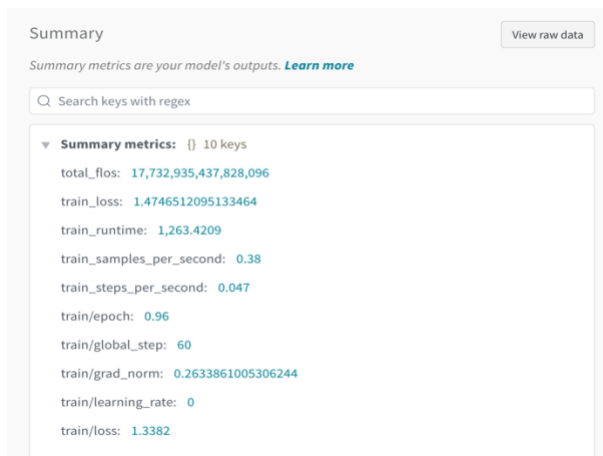 Summary
View raw data
Summary metrics are your model's outputs. Learn more
Search keys with regex
Summary metrics: {} 10 keys
total_flos: 17,732,935,437,828,096
train_loss: 1.4746512095133464
train_runtime: 1,263.4209
train_samples_per_second: 0.38
train_steps_per_second: 0.047
train/epoch: 0.96
train/global_step: 60
train/grad_norm: 0.2633861005306244
train/learning_rate: 0
train/loss: 1.3382